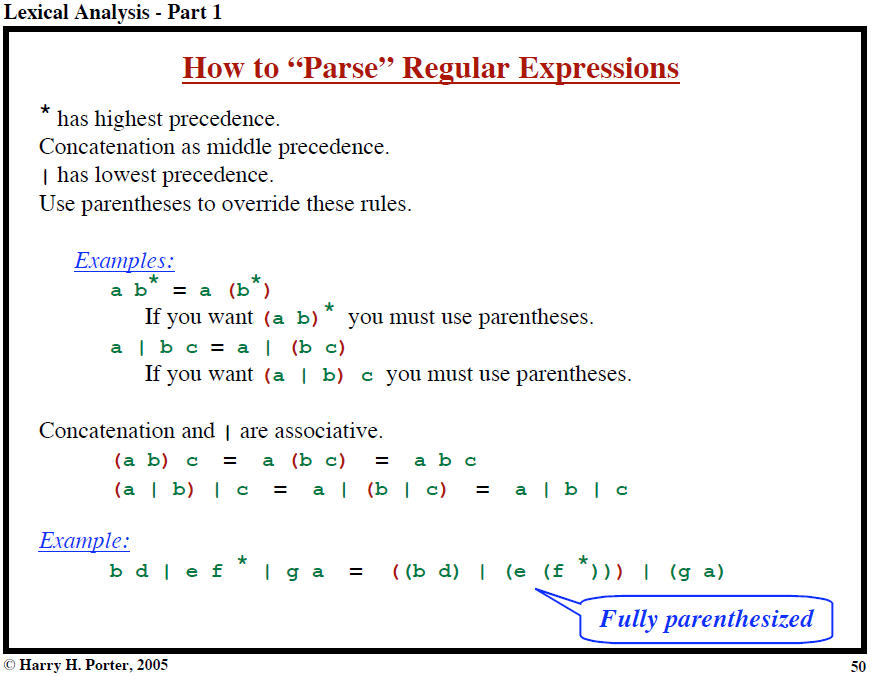 Lexical Analysis - Part 1
How to “Parse” Regular Expressions
* has highest precedence.
Concatenation as middle precedence.
| has lowest precedence.
Use parentheses to override these rules.
Examples:
a b* = a (b*)
If you want (a b)* you must use parentheses.
a | b c = a | (b c)
If you want (a | b) c you must use parentheses.
Concatenation and | are associative.
(a b) c = a (b c) = a b c
(a | b) | c = a | (b | c) = a | b | c
Example:
b d | e f * | g a = ((b d) | (e (f *))) | (g a)
Fully parenthesized
© Harry H. Porter, 2005
50